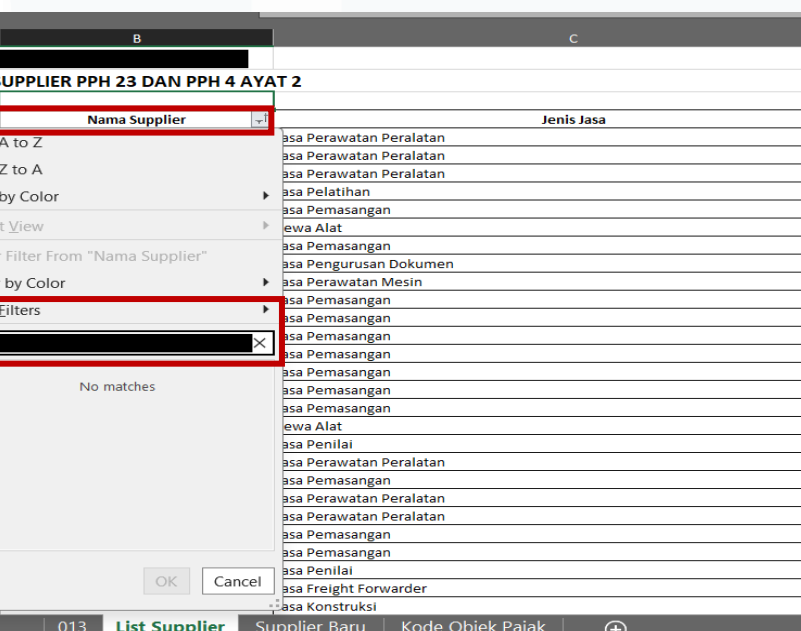 B C
SUPPLIER PPH 23 DAN PPH 4 AYAT 2
Nama Supplier Jenis Jasa
A to Z
Z to A
by Color
t View
Filter From "Nama Supplier"
by Color
Filters
No matches
OK Cancel
asa Perawatan Peralatan
asa Perawatan Peralatan
asa Perawatan Peralatan
asa Pelatihan
asa Pemasangan
ewa Alat
asa Pemasangan
asa Pengurusan Dokumen
asa Perawatan Mesin
asa Pemasangan
asa Pemasangan
asa Pemasangan
asa Pemasangan
asa Pemasangan
asa Pemasangan
asa Pemasangan
ewa Alat
asa Penilai
asa Perawatan Peralatan
asa Pemasangan
asa Perawatan Peralatan
asa Perawatan Peralatan
asa Pemasangan
asa Pemasangan
asa Penilai
asa Freight Forwarder
asa Konstruksi
013 List Supplier Supplier Baru Kode Objek Pajak